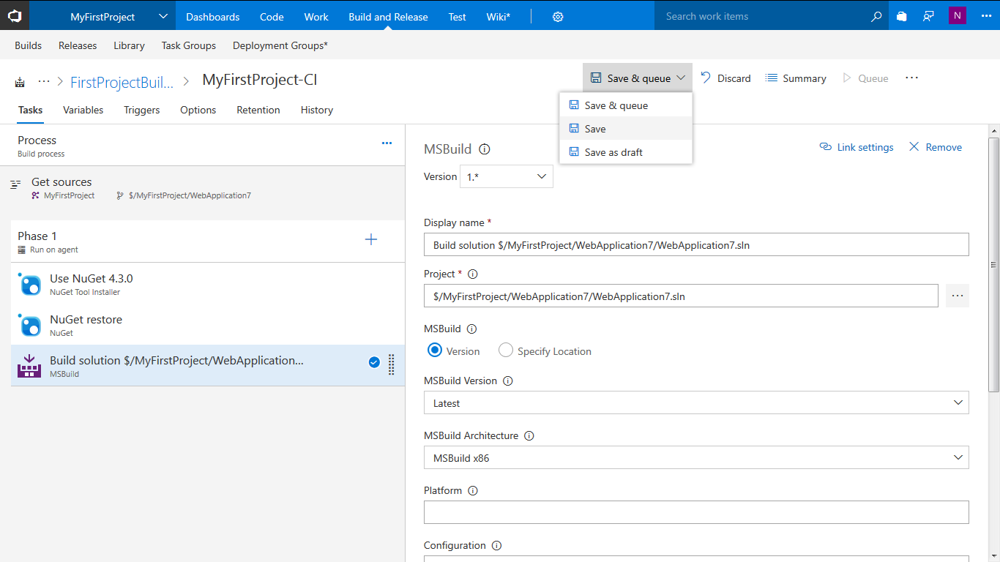 MyFirstProject
Dashboards
Code
Work
Build and Release
Test
Wiki*
Search work items
N
Builds
Releases
Library
Task Groups
Deployment Groups*
FirstProjectBuil...
MyFirstProject-CI
Save & queue
Discard
Summary
Queue
Save & queue
Save
Save as draft
Tasks
Variables
Triggers
Options
Retention
History
Process
Build process
Get sources
MyFirstProject
$/MyFirstProject/WebApplication7
Phase 1
Run on agent
Use NuGet 4.3.0
NuGet Tool Installer
NuGet restore
NuGet
Build solution $/MyFirstProject/WebApplication...
MSBuild
MSBuild
Link settings
Remove
Version
1.*
Display name *
Build solution $/MyFirstProject/WebApplication7/WebApplication7.sln
Project *
$/MyFirstProject/WebApplication7/WebApplication7.sln
MSBuild
Version
Specify Location
MSBuild Version
Latest
MSBuild Architecture
MSBuild x86
Platform
Configuration